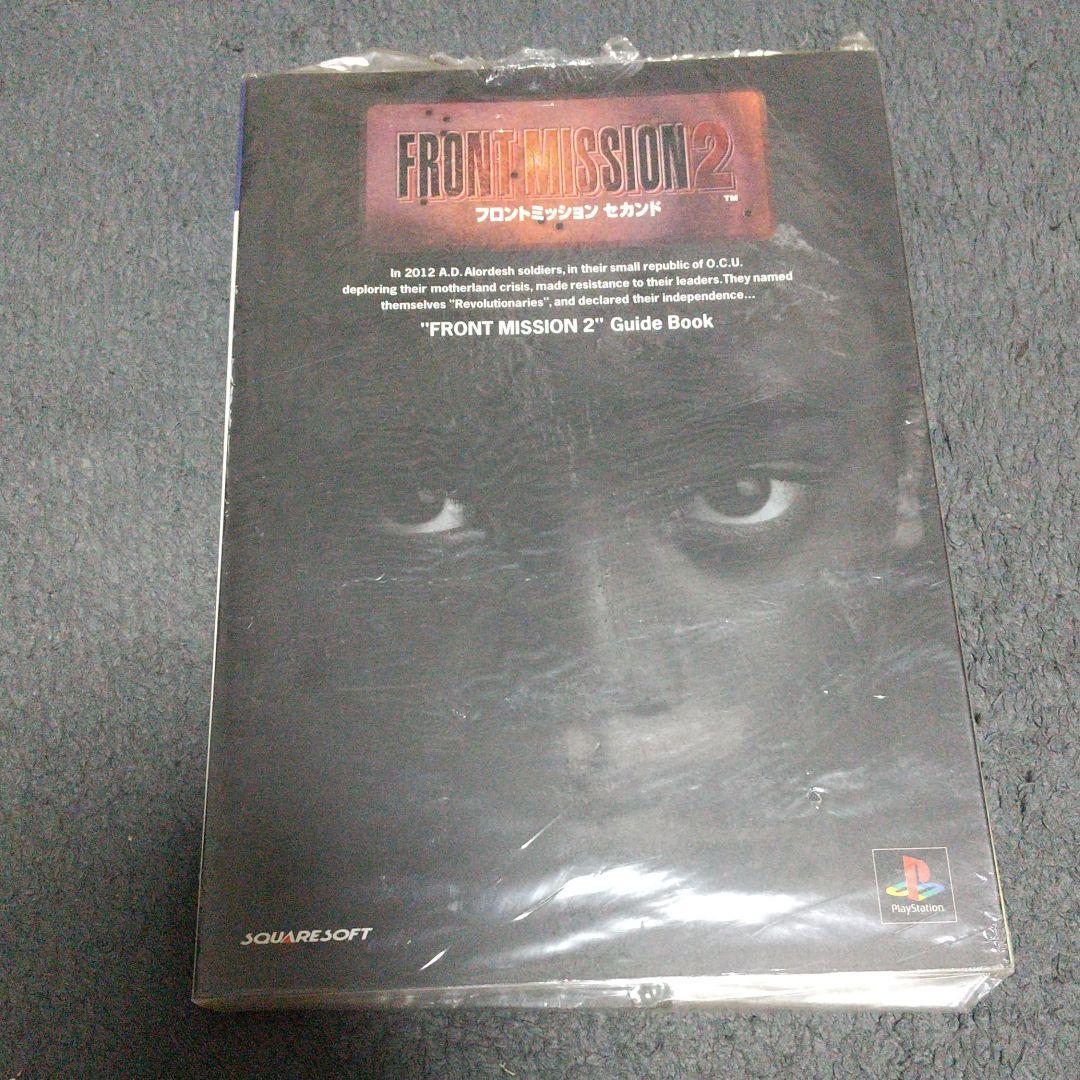 FRONT MISSION 2
TM
フロントミッション セカンド
In 2012 A.D. Alordesh soldiers, in their small republic of O.C.U.
deploring their motherland crisis, made resistance to their leaders. They named
themselves "Revolutionaries", and declared their independence...
"FRONT MISSION 2" Guide Book
PlayStation
SQUARESOFT